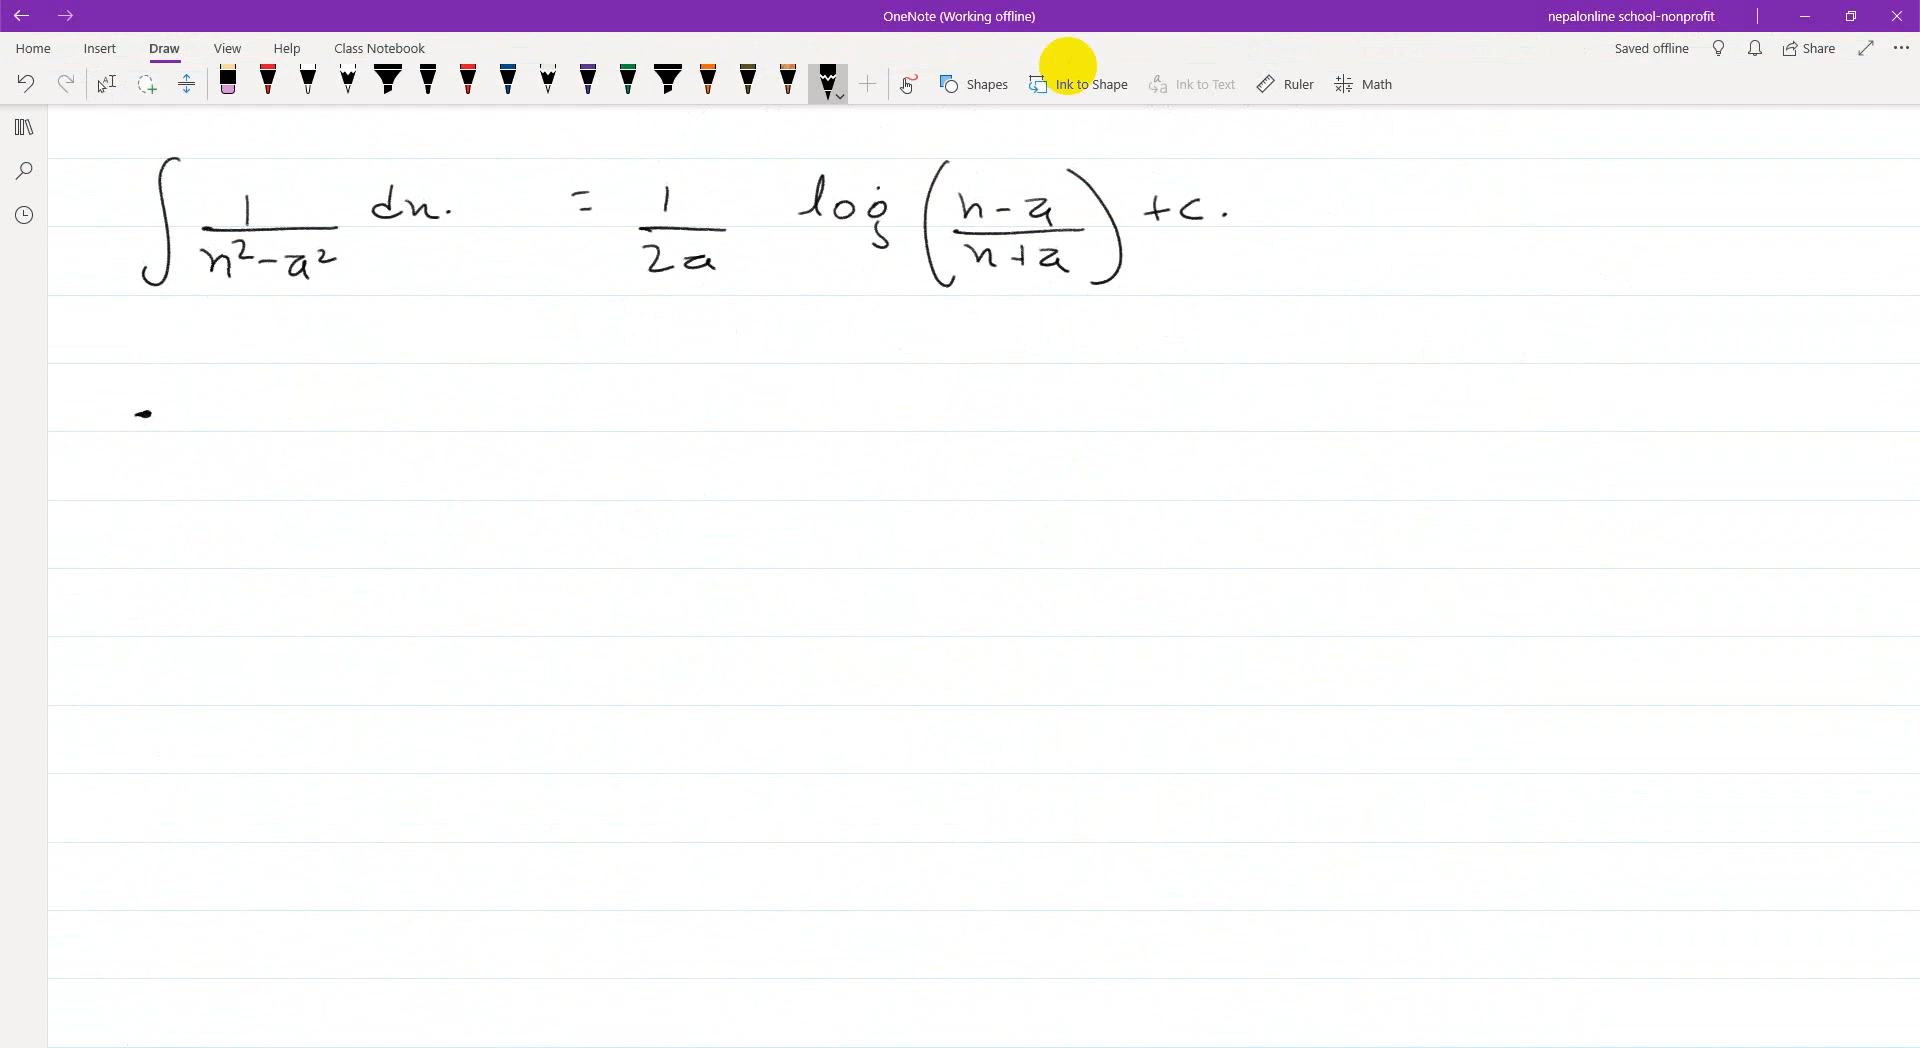 OneNote (Working offline)
nepalonline school-nonprofit
Home Insert Draw View Help Class Notebook
Saved offline Share
Shapes Ink to Shape Ink to Text Ruler Math
∫ 1/(x²-a²) dx. = 1/2a log ((x-a)/(x+a)) +c.